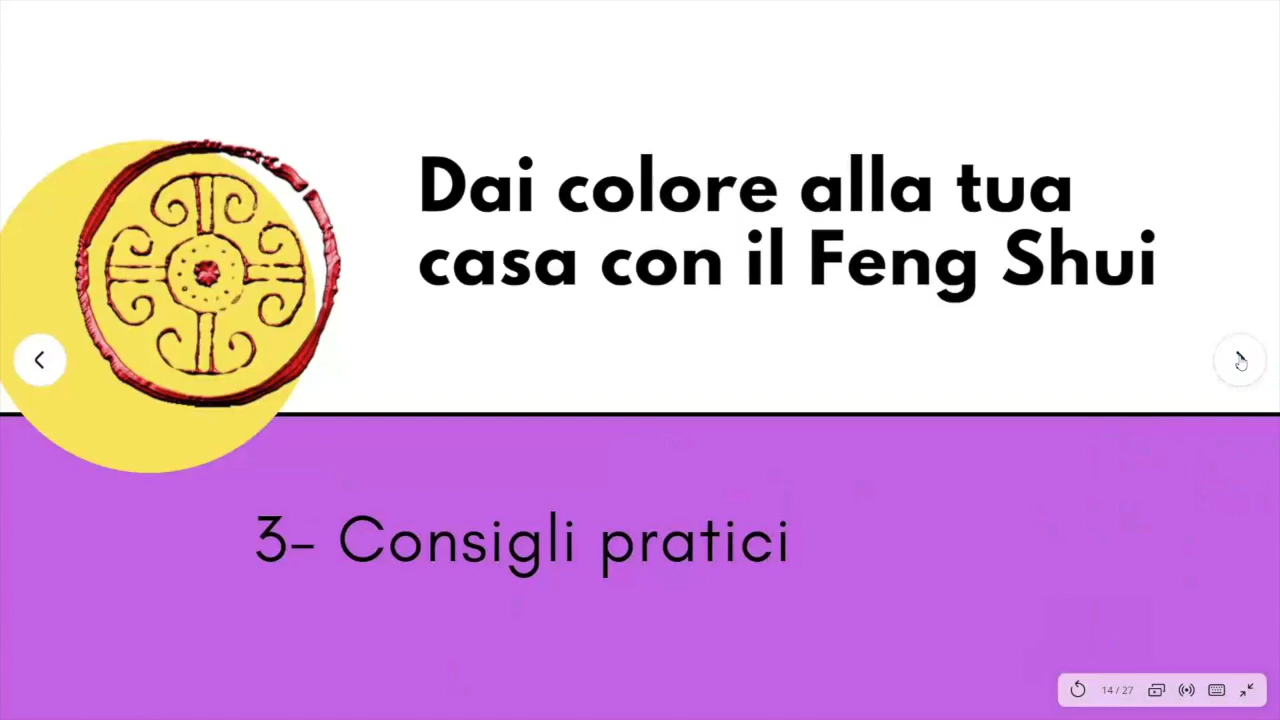 Dai colore alla tua
casa con il Feng Shui
3- Consigli pratici
14 / 27